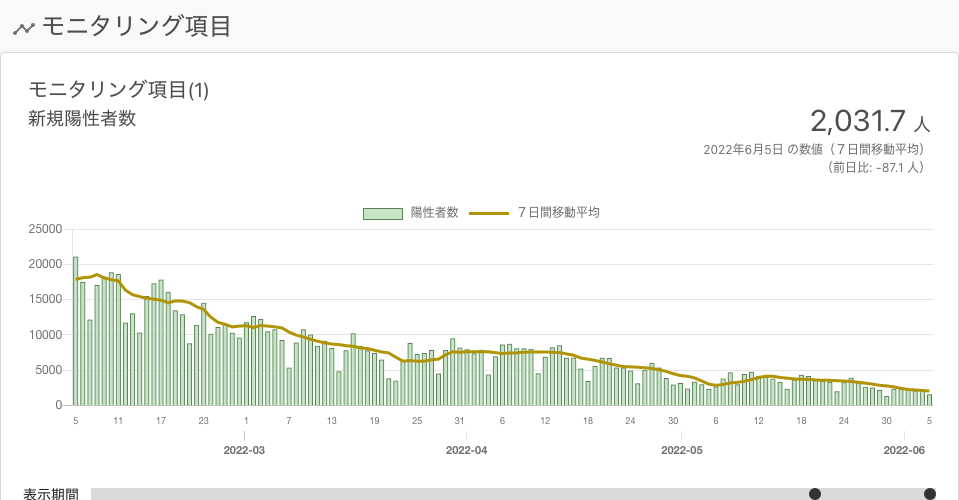 モニタリング項目
モニタリング項目(1)
新規陽性者数
2,031.7 人
2022年6月5日 の数値（７日間移動平均）
（前日比: -87.1 人）
陽性者数 ７日間移動平均
25000
20000
15000
10000
5000
0
5 11 17 23 1 7 13 19 25 31 6 12 18 24 30 6 12 18 24 30 5
2022-03 2022-04 2022-05 2022-06
表示期間